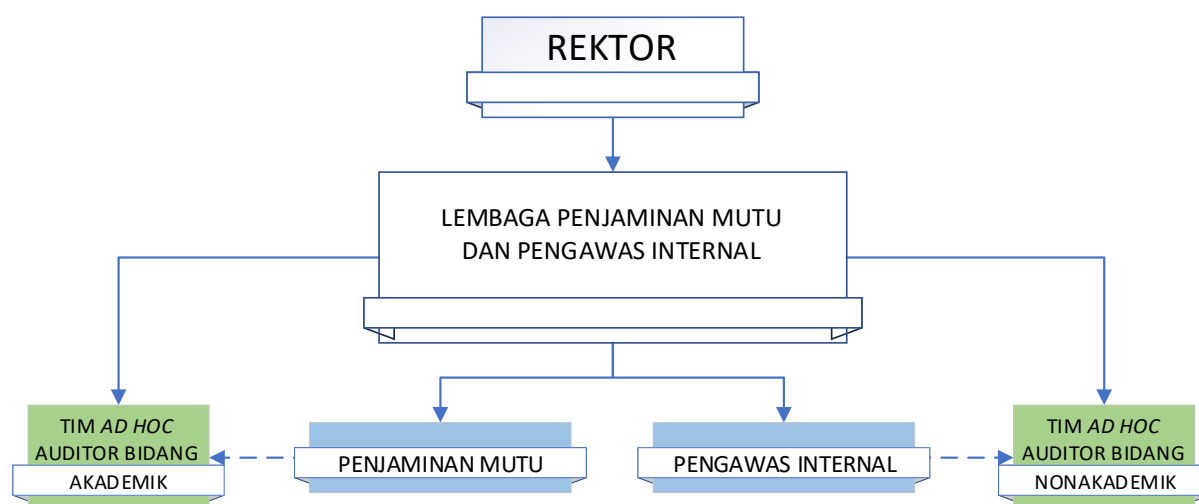 REKTOR
LEMBAGA PENJAMINAN MUTU
DAN PENGAWAS INTERNAL
TIM AD HOC
AUDITOR BIDANG
AKADEMIK
PENJAMINAN MUTU
PENGAWAS INTERNAL
TIM AD HOC
AUDITOR BIDANG
NONAKADEMIK